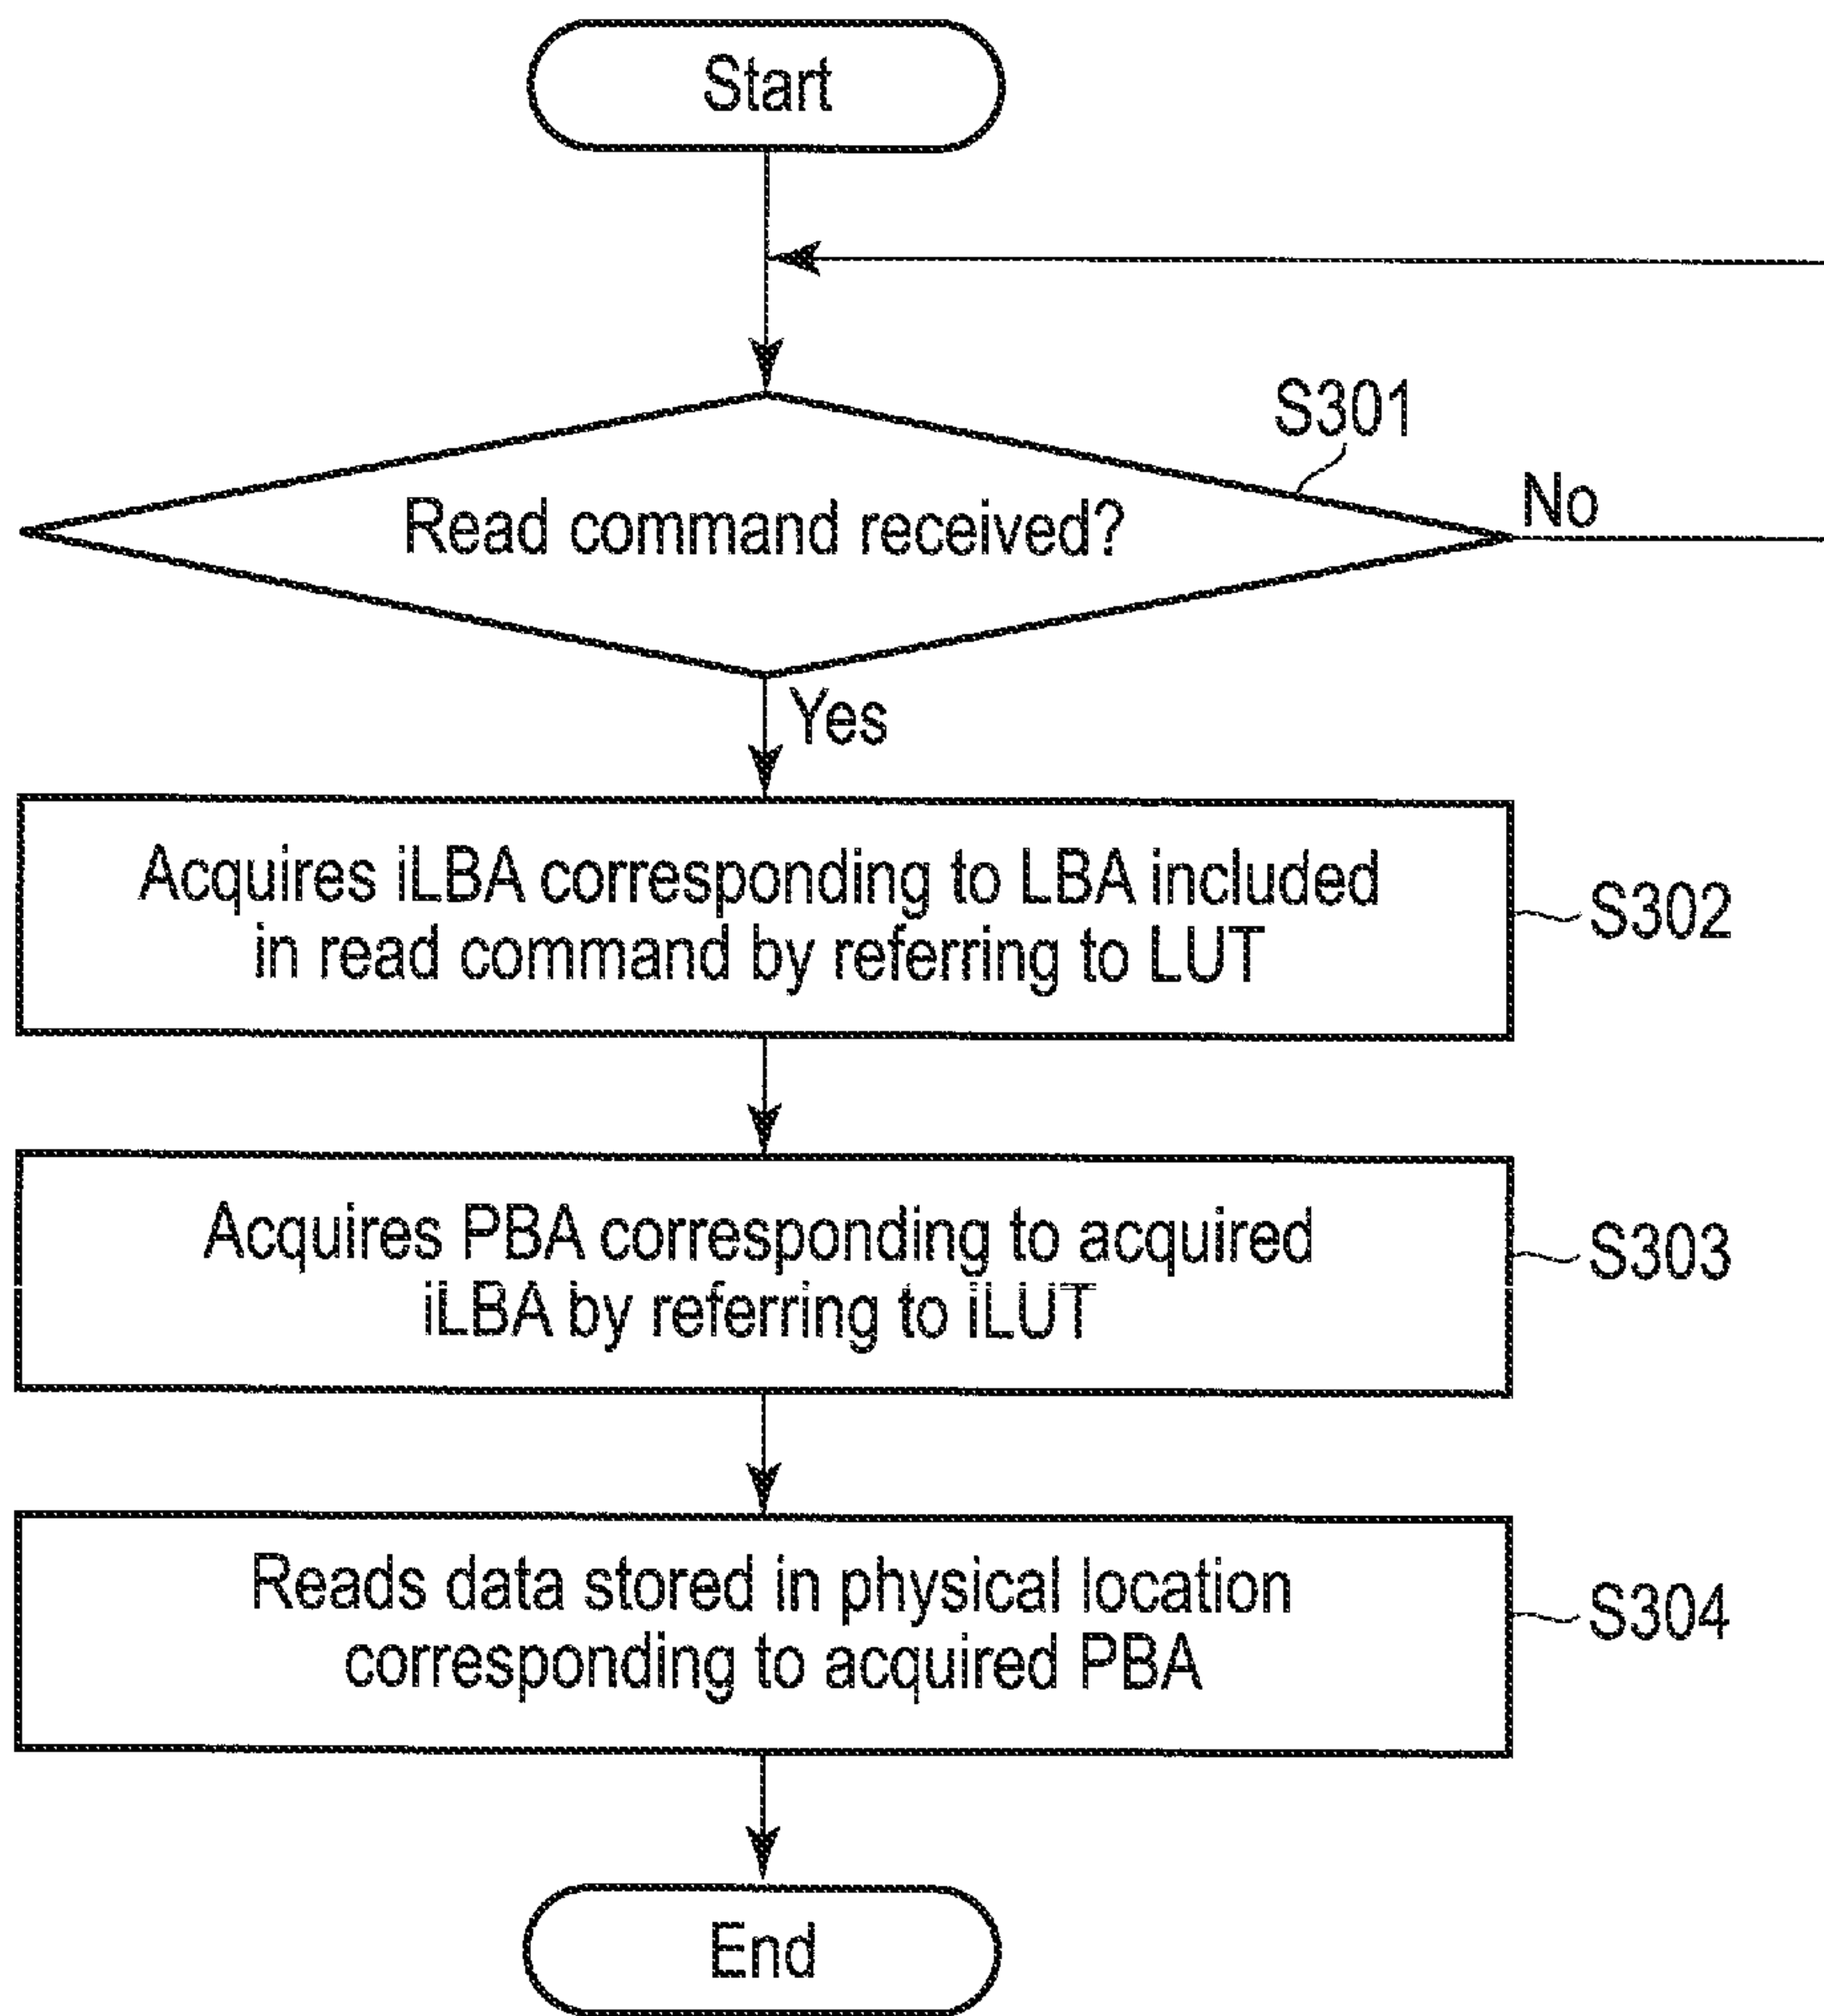 Start
S301
Read command received?
No
Yes
Acquires iLBA corresponding to LBA included
in read command by referring to LUT
S302
Acquires PBA corresponding to acquired
iLBA by referring to iLUT
S303
Reads data stored in physical location
corresponding to acquired PBA
S304
End